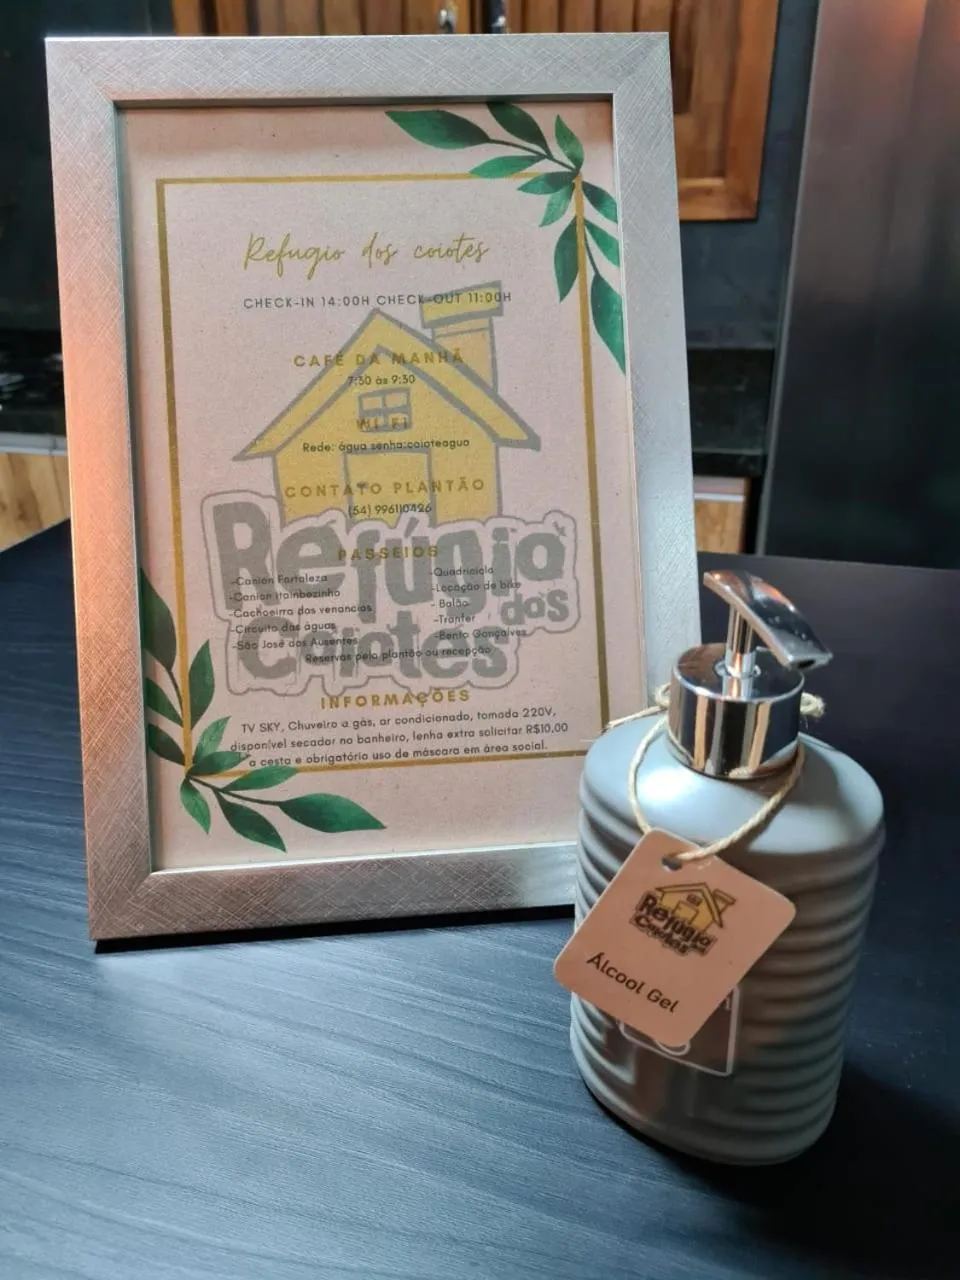 Refugio dos coiotes
CHECK-IN 14:00H CHECK-OUT 11:00H
CAFÉ DA MANHÃ
7:30 às 9:30
WI-FI
Rede: água senha:coioteagua
CONTATO PLANTÃO
(54) 996110426
PASSEIOS
-Canion Fortaleza
-Canion Itaimbezinho
-Cachoeirra dos venancios
-Circuito das águas
-São José dos Ausentes
-Quadriciclo
-Locação de bike
- Balão
-Tranfer
-Bento Gonçalves
Reservas pelo plantão ou recepção
INFORMAÇÕES
TV SKY, Chuveiro a gás, ar condicionado, tomada 220V,
disponível secador no banheiro, lenha extra solicitar R$10,00
a cesta e obrigatório uso de máscara em área social.
Refúgio
dos
Coiotes
Refúgio
dos
Coiotes
Álcool Gel